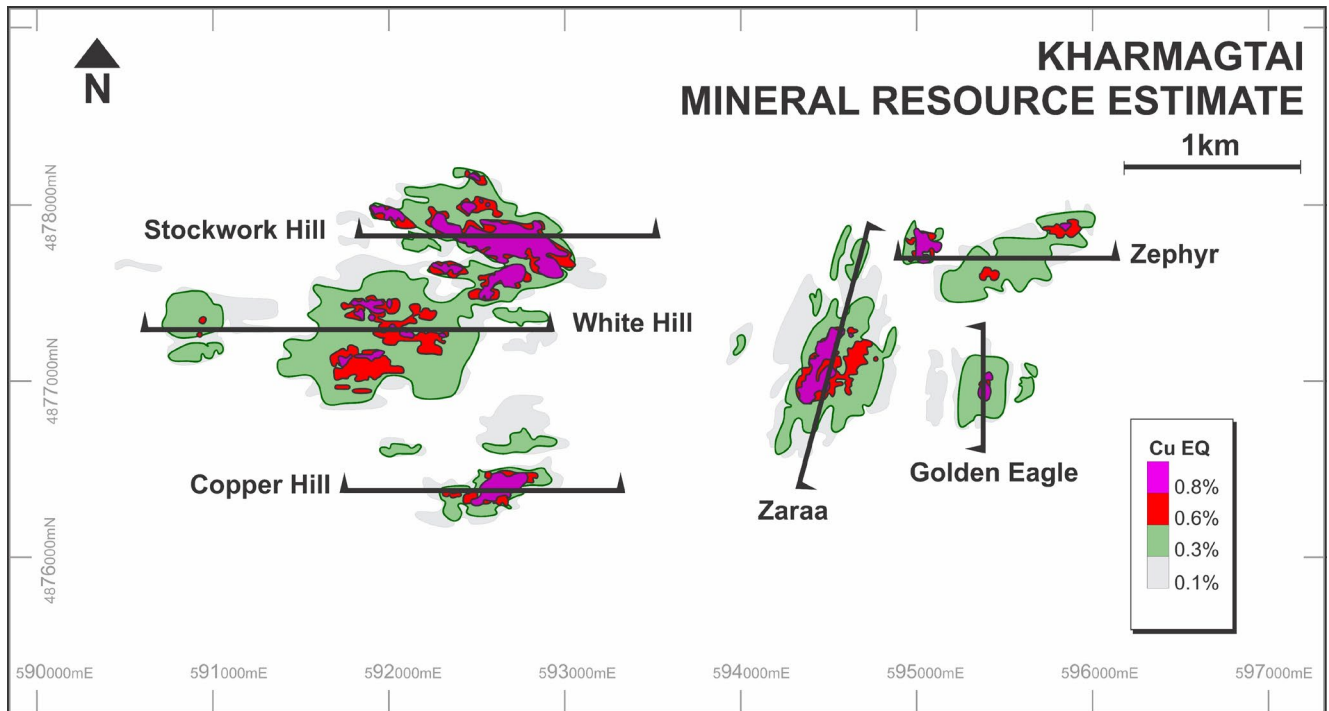 KHARMAGTAI
MINERAL RESOURCE ESTIMATE
N
1km
4878000mN
Stockwork Hill
Zephyr
White Hill
4877000mN
Golden Eagle
Copper Hill
Zaraa
Cu EQ
0.8%
0.6%
0.3%
0.1%
4876000mN
590000mE 591000mE 592000mE 593000mE 594000mE 595000mE 596000mE 597000mE